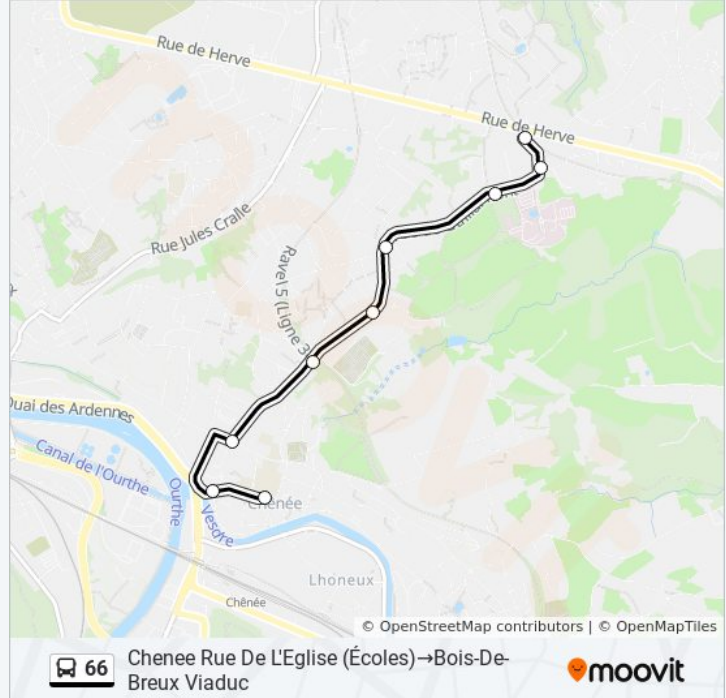 Rue de Herve
Rue de Herve
Rue Jules Cralle
Ravel 5 (Ligne 3
Quai des Ardennes
Canal de l'Ourthe
Ourthe
Vesdre
Chênée
Lhoneux
Chênée
© OpenStreetMap contributors | © OpenMapTiles
66
Chenee Rue De L'Eglise (Écoles)→Bois-De-
Breux Viaduc
moovit